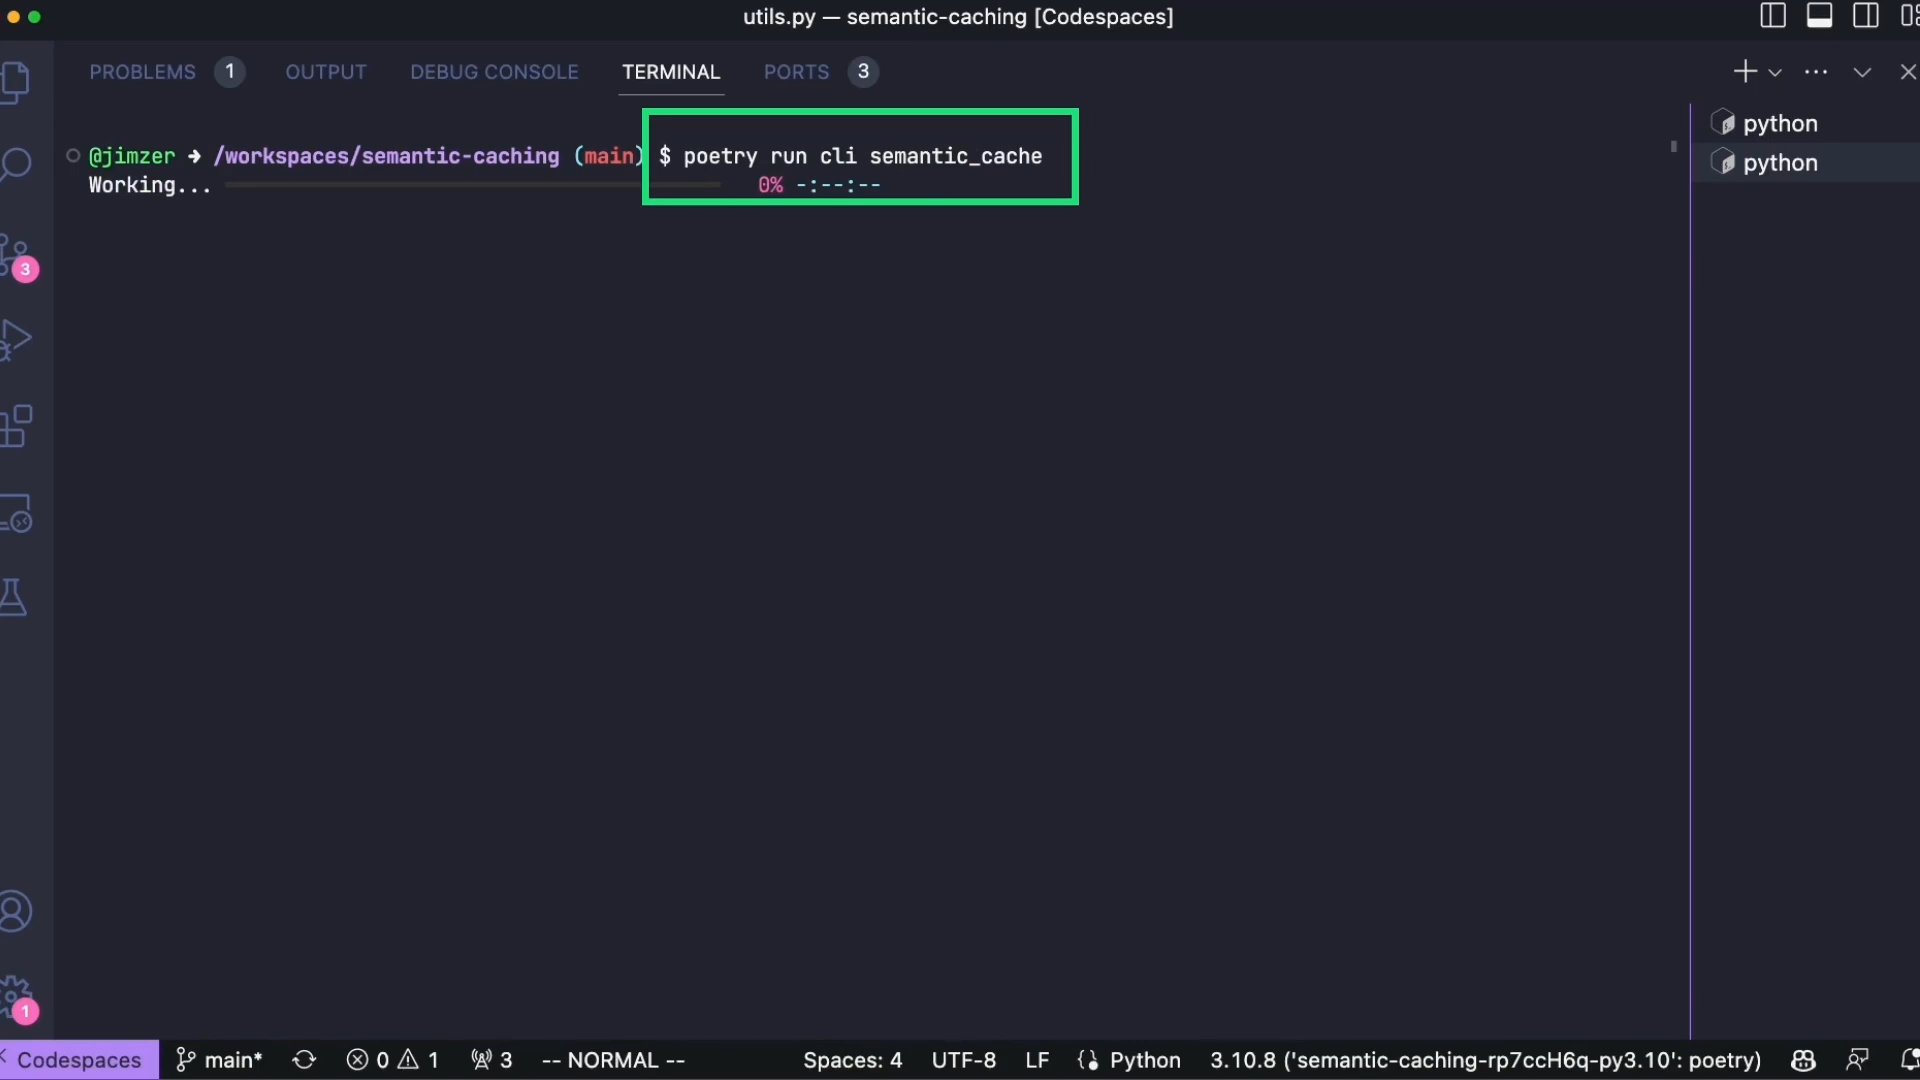 utils.py — semantic-caching [Codespaces]
PROBLEMS 1 OUTPUT DEBUG CONSOLE TERMINAL PORTS 3
@jimzer ➜ /workspaces/semantic-caching (main) $ poetry run cli semantic_cache
Working... 0% -:--:--
python
python
3
1
Codespaces main* 0 1 3 -- NORMAL -- Spaces: 4 UTF-8 LF Python 3.10.8 ('semantic-caching-rp7ccH6q-py3.10': poetry)